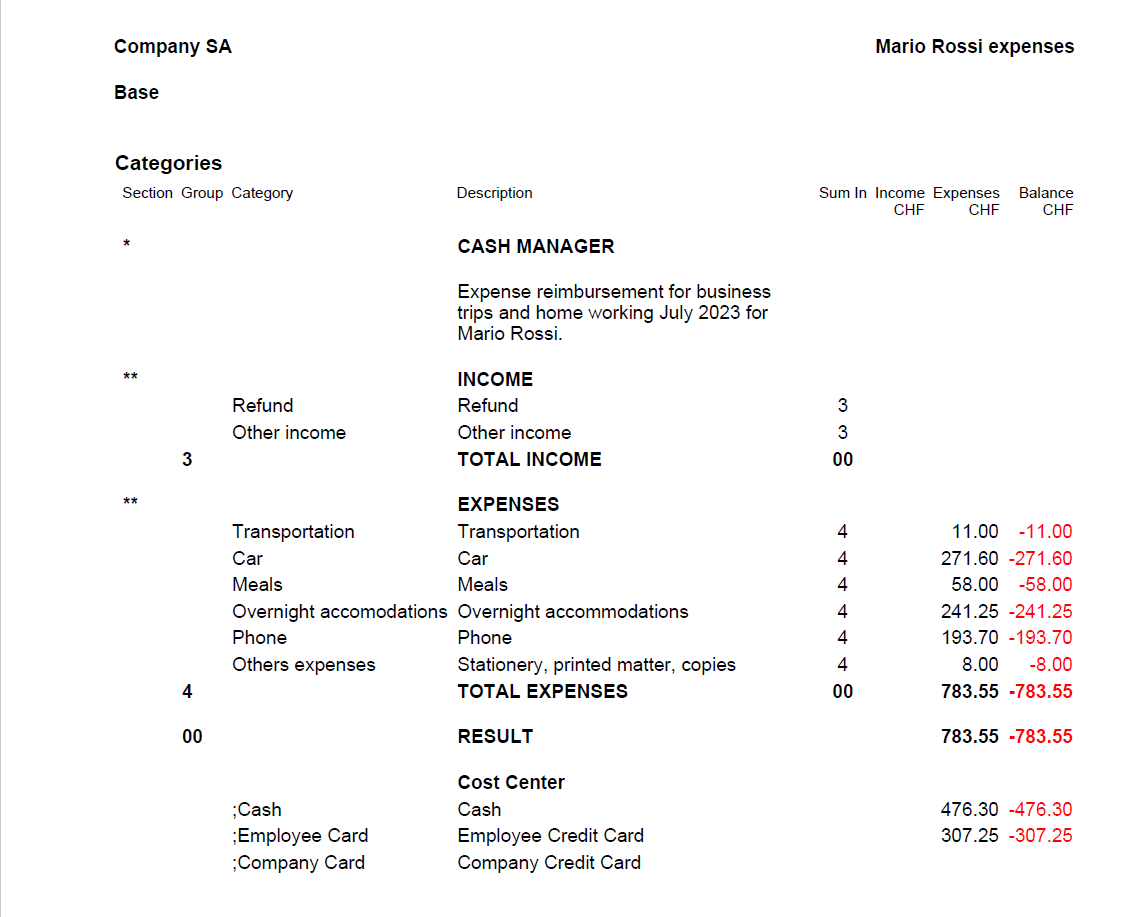 Company SA Mario Rossi expenses
Base
Categories
Section Group Category Description Sum In Income Expenses Balance
CHF CHF CHF
* CASH MANAGER
Expense reimbursement for business
trips and home working July 2023 for
Mario Rossi.
** INCOME
Refund Refund 3
Other income Other income 3
3 TOTAL INCOME 00
** EXPENSES
Transportation Transportation 4 11.00 -11.00
Car Car 4 271.60 -271.60
Meals Meals 4 58.00 -58.00
Overnight accomodations Overnight accommodations 4 241.25 -241.25
Phone Phone 4 193.70 -193.70
Others expenses Stationery, printed matter, copies 4 8.00 -8.00
4 TOTAL EXPENSES 00 783.55 -783.55
00 RESULT 783.55 -783.55
Cost Center
;Cash Cash 476.30 -476.30
;Employee Card Employee Credit Card 307.25 -307.25
;Company Card Company Credit Card